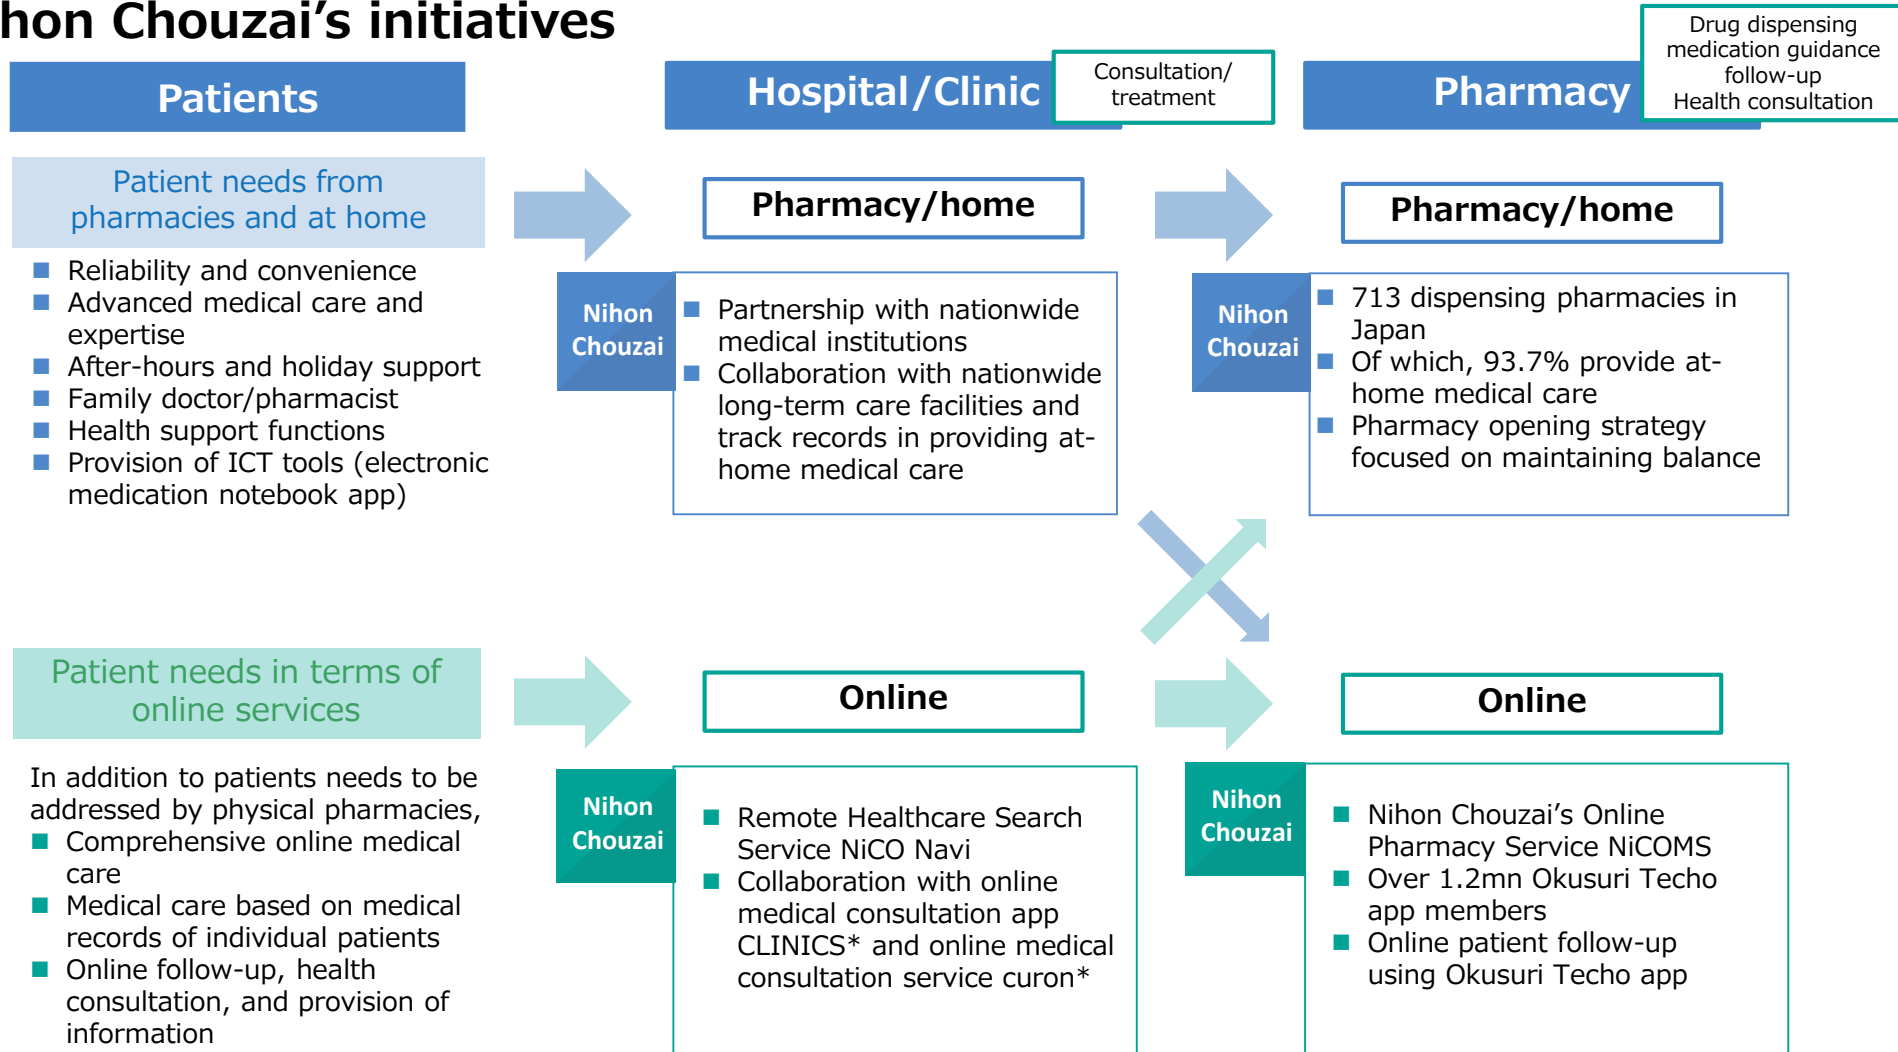 hon Chouzai's initiatives
Patients
Hospital/Clinic
Consultation/
treatment
Pharmacy
Drug dispensing
medication guidance
follow-up
Health consultation
Patient needs from
pharmacies and at home
■ Reliability and convenience
■ Advanced medical care and
expertise
■ After-hours and holiday support
■ Family doctor/pharmacist
■ Health support functions
■ Provision of ICT tools (electronic
medication notebook app)
Pharmacy/home
Nihon
Chouzai
■ Partnership with nationwide
medical institutions
■ Collaboration with nationwide
long-term care facilities and
track records in providing at-
home medical care
Pharmacy/home
Nihon
Chouzai
■ 713 dispensing pharmacies in
Japan
■ Of which, 93.7% provide at-
home medical care
■ Pharmacy opening strategy
focused on maintaining balance
Patient needs in terms of
online services
In addition to patients needs to be
addressed by physical pharmacies,
■ Comprehensive online medical
care
■ Medical care based on medical
records of individual patients
■ Online follow-up, health
consultation, and provision of
information
Online
Nihon
Chouzai
■ Remote Healthcare Search
Service NiCO Navi
■ Collaboration with online
medical consultation app
CLINICS* and online medical
consultation service curon*
Online
Nihon
Chouzai
■ Nihon Chouzai's Online
Pharmacy Service NiCOMS
■ Over 1.2mn Okusuri Techo
app members
■ Online patient follow-up
using Okusuri Techo app